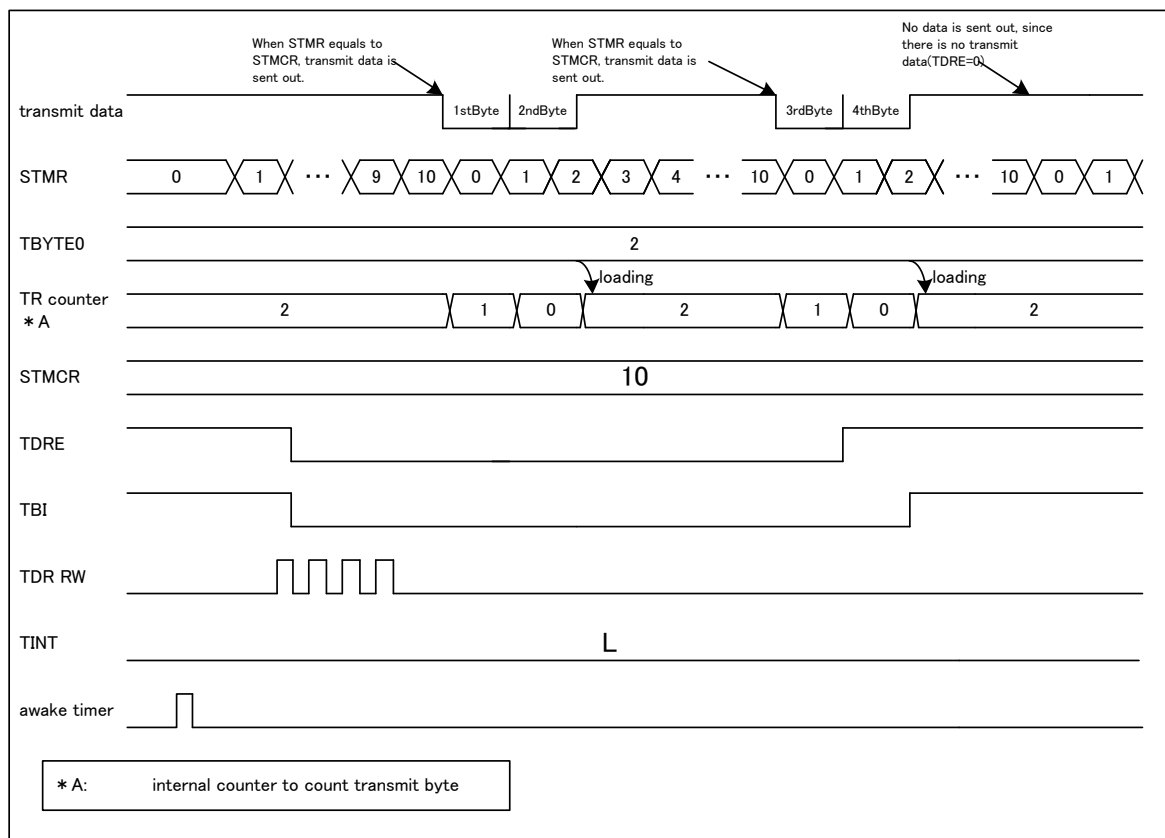 When STMR equals to
STMCR, transmit data is
sent out.
When STMR equals to
STMCR, transmit data is
sent out.
No data is sent out, since
there is no transmit
data(TDRE=0)
transmit data
1stByte 2ndByte 3rdByte 4thByte
STMR 0 1 ··· 9 10 0 1 2 3 4 ··· 10 0 1 2 ··· 10 0 1
TBYTE0 2
loading loading
TR counter
*A
2 1 0 2 1 0 2
STMCR 10
TDRE
TBI
TDR RW
TINT L
awake timer
*A: internal counter to count transmit byte